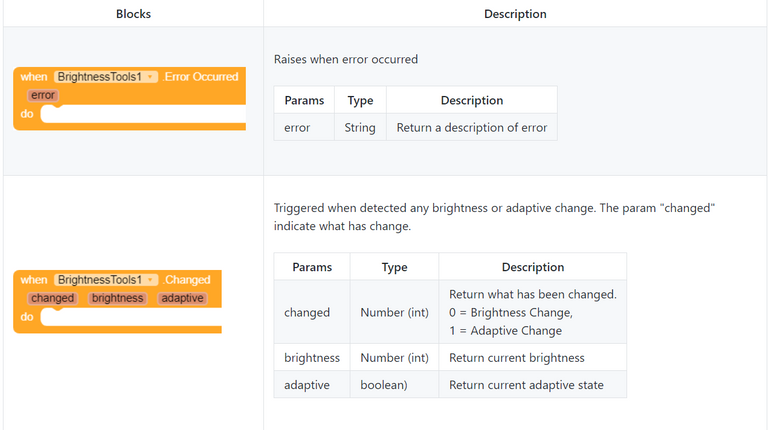 Blocks Description
Raises when error occurred
when BrightnessTools1 .Error Occurred
error
do
Params Type Description
error String Return a description of error
Triggered when detected any brightness or adaptive change. The param "changed"
indicate what has change.
when BrightnessTools1 .Changed
changed brightness adaptive
do
Params Type Description
changed Number (int) Return what has been changed.
0 = Brightness Change,
1 = Adaptive Change
brightness Number (int) Return current brightness
adaptive boolean) Return current adaptive state